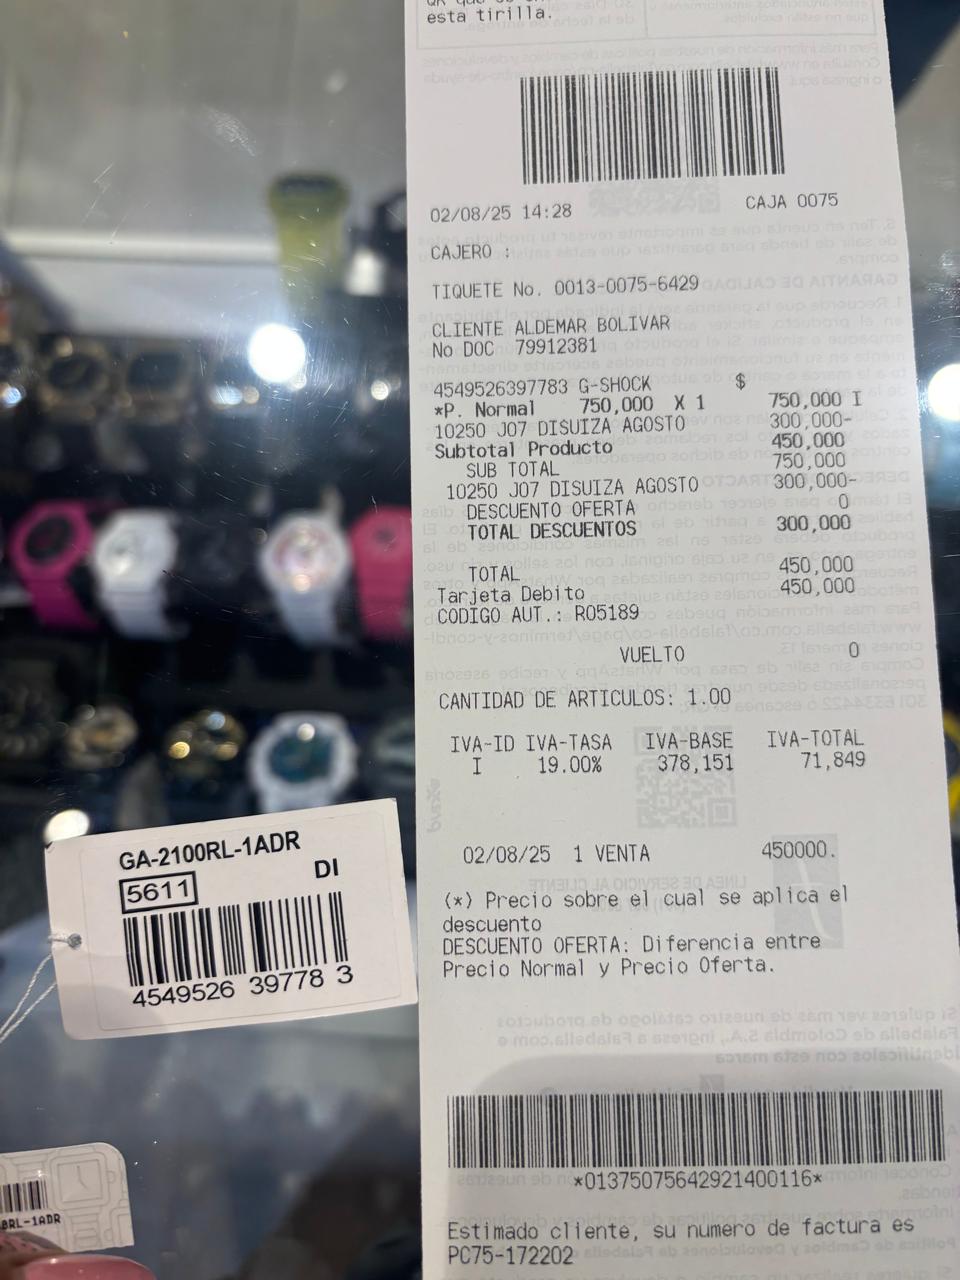 esta tirilla.
02/08/25 14:28 CAJA 0075
CAJERO :
TIQUETE No. 0013-0075-6429
CLIENTE ALDEMAR BOLIVAR
No DOC 79912381
4549526397783 G-SHOCK $
*P. Normal 750,000 X 1 750,000 I
10250 J07 DISUIZA AGOSTO 300,000-
Subtotal Producto 450,000
SUB TOTAL 750,000
10250 J07 DISUIZA AGOSTO 300,000-
DESCUENTO OFERTA 0
TOTAL DESCUENTOS 300,000
TOTAL 450,000
Tarjeta Debito 450,000
CODIGO AUT.: R05189
VUELTO 0
CANTIDAD DE ARTICULOS: 1.00
IVA-ID IVA-TASA IVA-BASE IVA-TOTAL
I 19.00% 378,151 71,849
02/08/25 1 VENTA 450000.
(*) Precio sobre el cual se aplica el
descuento
DESCUENTO OFERTA: Diferencia entre
Precio Normal y Precio Oferta.
*01375075642921400116*
Estimado cliente, su numero de factura es
PC75-172202
GA-2100RL-1ADR
5611 DI
4549526 39778 3
BRL-1ADR